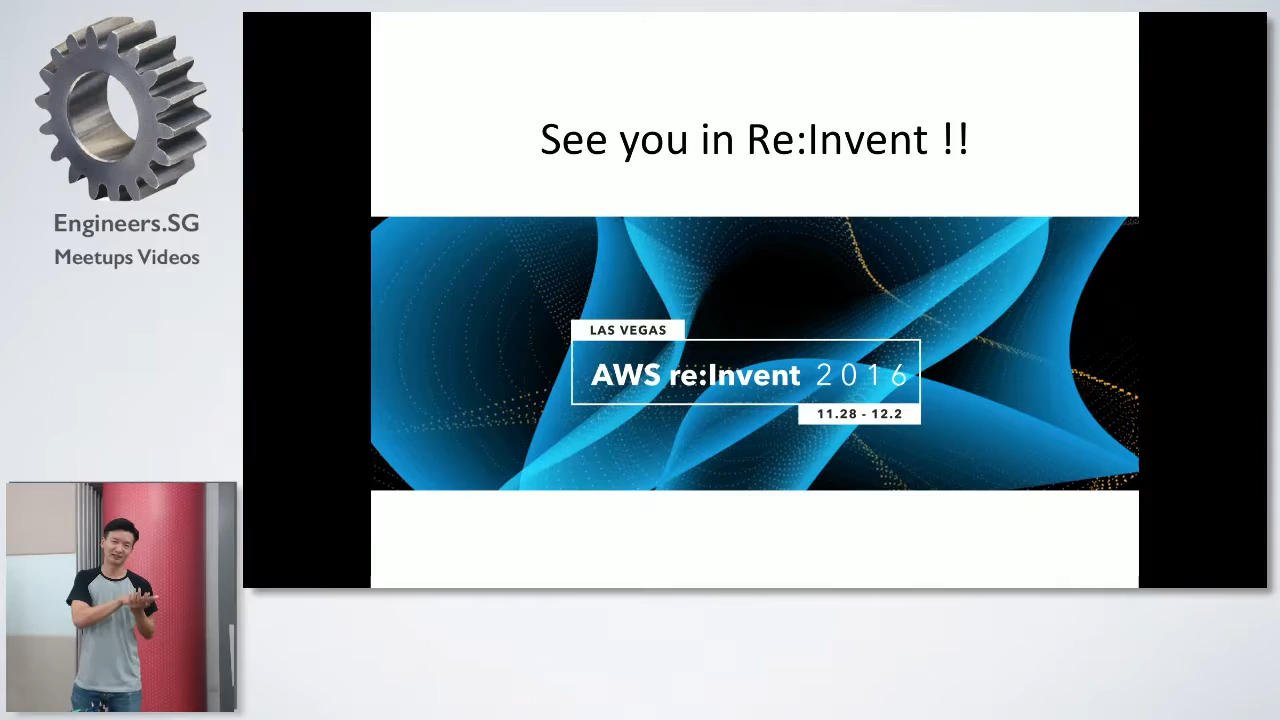 Engineers.SG
Meetups Videos
See you in Re:Invent !!
LAS VEGAS
AWS re:Invent 2016
11.28 - 12.2